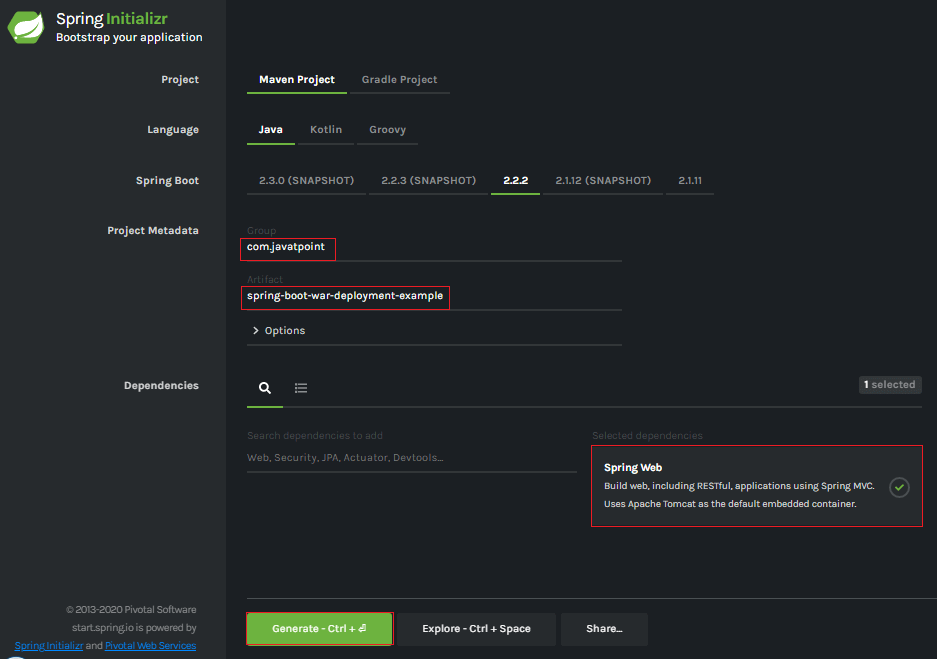 Spring Initializr
Bootstrap your application
Project
Maven Project Gradle Project
Language
Java Kotlin Groovy
Spring Boot
2.3.0 (SNAPSHOT) 2.2.3 (SNAPSHOT) 2.2.2 2.1.12 (SNAPSHOT) 2.1.11
Project Metadata
Group
com.javatpoint
Artifact
spring-boot-war-deployment-example
Options
Dependencies
1 selected
Search dependencies to add
Web, Security, JPA, Actuator, Devtools...
Selected dependencies
Spring Web
Build web, including RESTful, applications using Spring MVC.
Uses Apache Tomcat as the default embedded container.
© 2013-2020 Pivotal Software
start.spring.io is powered by
Spring Initializr and Pivotal Web Services
Generate - Ctrl + ⏎ Explore - Ctrl + Space Share...